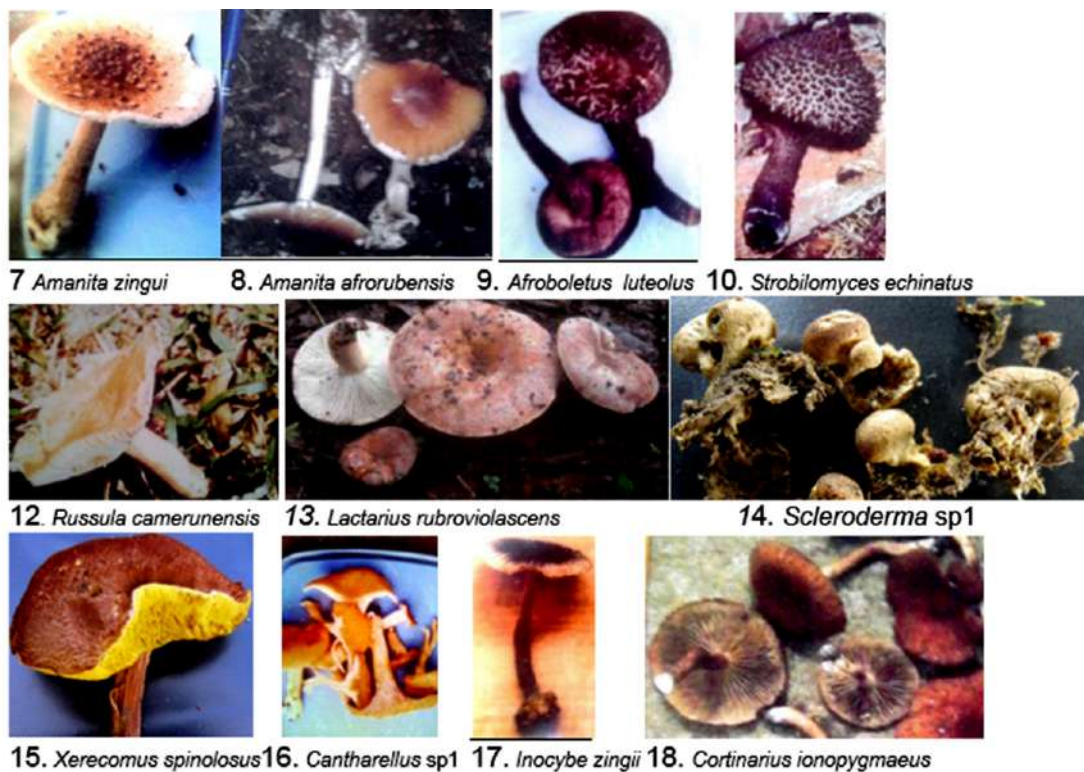 7 Amanita zingui 8. Amanita afrorubensis 9. Afroboletus luteolus 10. Strobilomyces echinatus
12. Russula camerunensis 13. Lactarius rubroviolascens 14. Scleroderma sp1
15. Xerecomus spinolosus 16. Cantharellus sp1 17. Inocybe zingii 18. Cortinarius ionopygmaeus